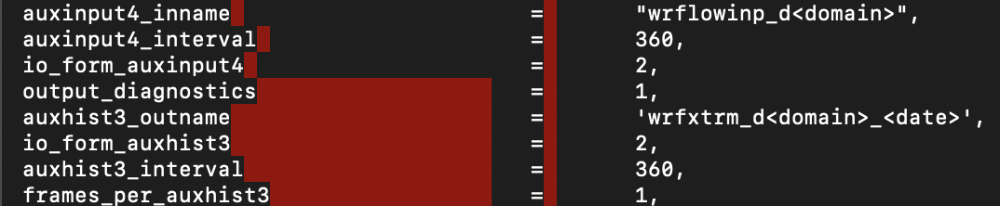 auxinput4_inname = "wrflowinp_d<domain>",
auxinput4_interval = 360,
io_form_auxinput4 = 2,
output_diagnostics = 1,
auxhist3_outname = 'wrfxtrm_d<domain>_<date>',
io_form_auxhist3 = 2,
auxhist3_interval = 360,
frames_per_auxhist3 = 1,